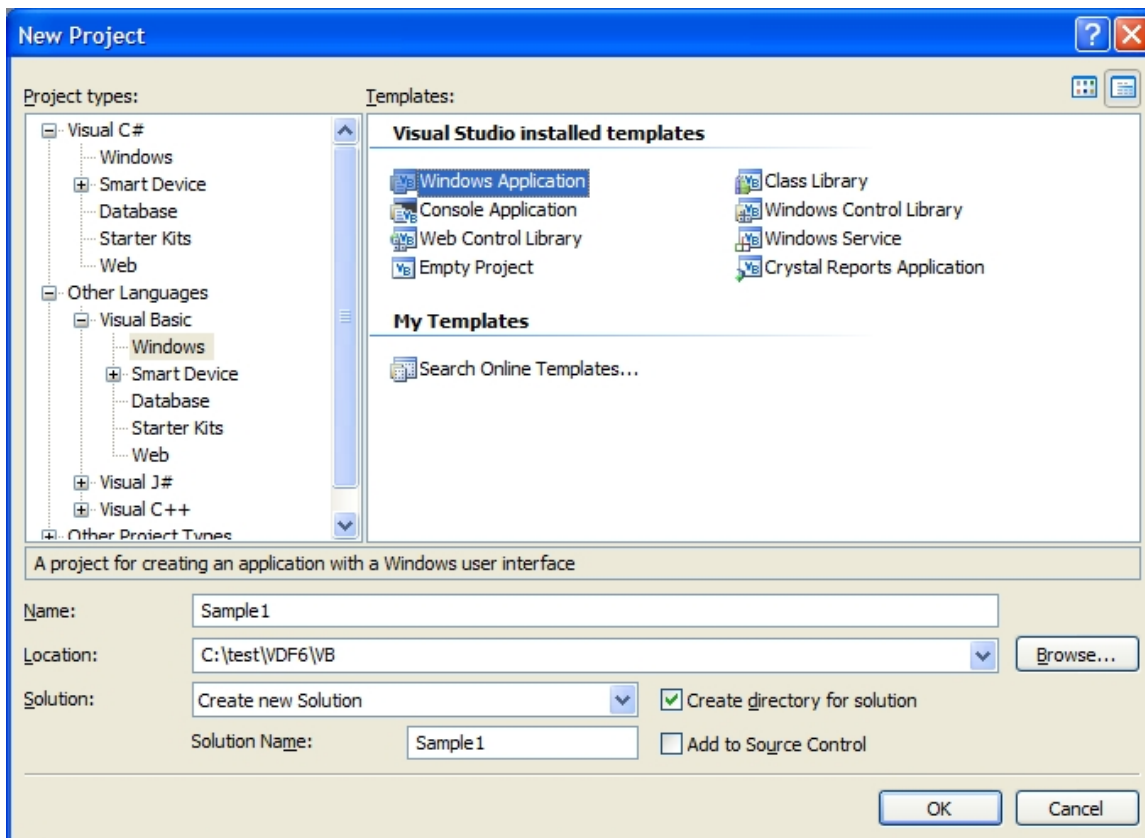 New Project
Project types:
Templates:
Visual C#
Windows
Smart Device
Database
Starter Kits
Web
Other Languages
Visual Basic
Windows
Smart Device
Database
Starter Kits
Web
Visual J#
Visual C++
Other Project Types
Visual Studio installed templates
Windows Application
Class Library
Console Application
Windows Control Library
Web Control Library
Windows Service
Empty Project
Crystal Reports Application
My Templates
Search Online Templates...
A project for creating an application with a Windows user interface
Name: Sample1
Location: C:\test\VDF6\VB Browse...
Solution: Create new Solution Create directory for solution
Solution Name: Sample1 Add to Source Control
OK Cancel